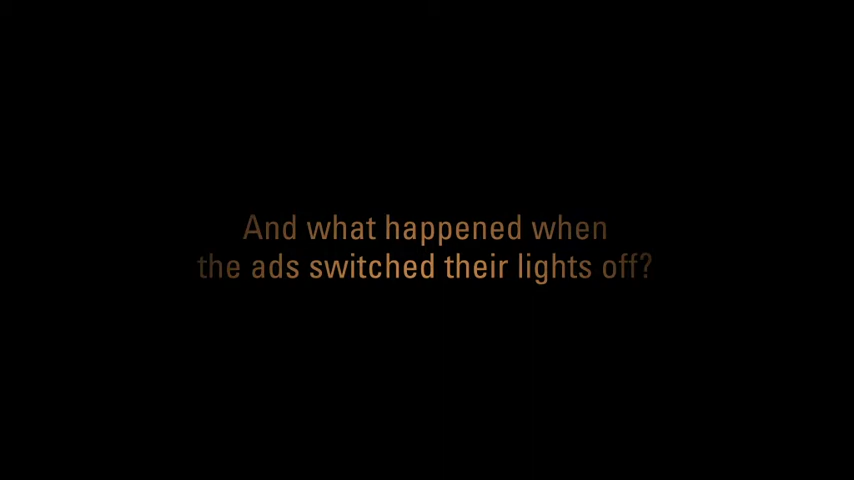 And what happened when
the ads switched their lights off?